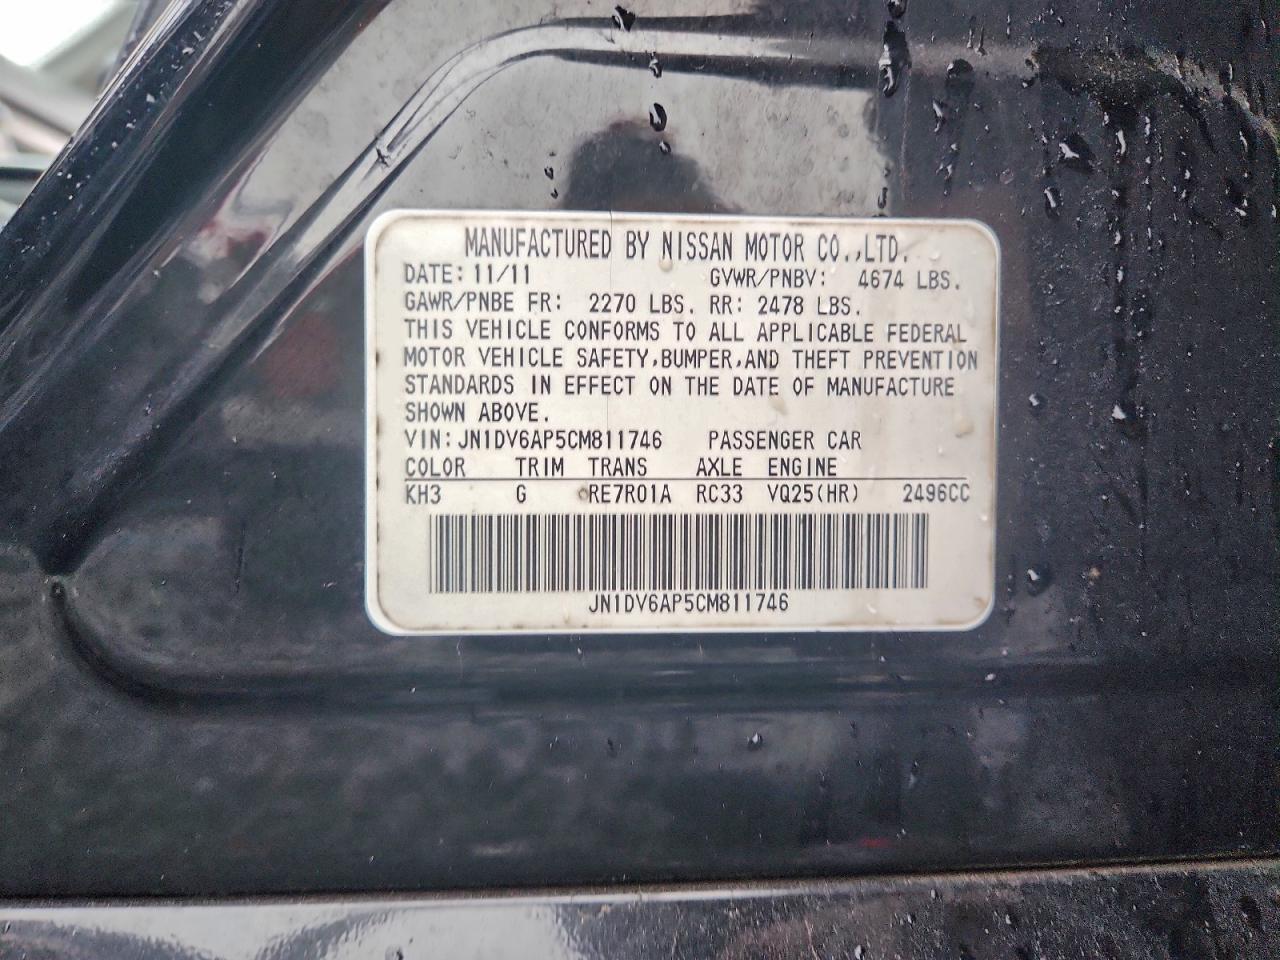 MANUFACTURED BY NISSAN MOTOR CO.,LTD.
DATE: 11/11 GVWR/PNBV: 4674 LBS.
GAWR/PNBE FR: 2270 LBS. RR: 2478 LBS.
THIS VEHICLE CONFORMS TO ALL APPLICABLE FEDERAL
MOTOR VEHICLE SAFETY,BUMPER,AND THEFT PREVENTION
STANDARDS IN EFFECT ON THE DATE OF MANUFACTURE
SHOWN ABOVE.
VIN: JN1DV6AP5CM811746 PASSENGER CAR
COLOR TRIM TRANS AXLE ENGINE
KH3 G RE7R01A RC33 VQ25(HR) 2496CC
JN1DV6AP5CM811746